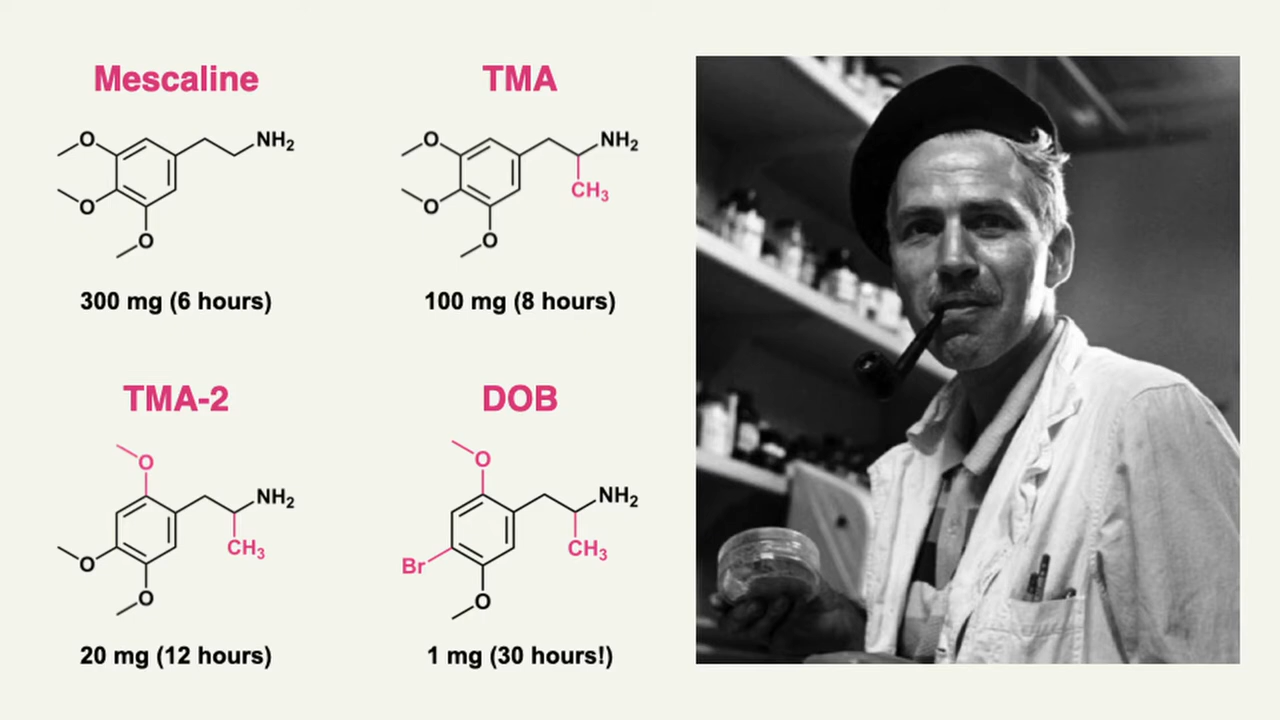 Mescaline
O
NH2
O
O
300 mg (6 hours)
TMA
O
NH2
O
CH3
O
100 mg (8 hours)
TMA-2
O
NH2
CH3
O
O
20 mg (12 hours)
DOB
O
NH2
CH3
Br
O
1 mg (30 hours!)